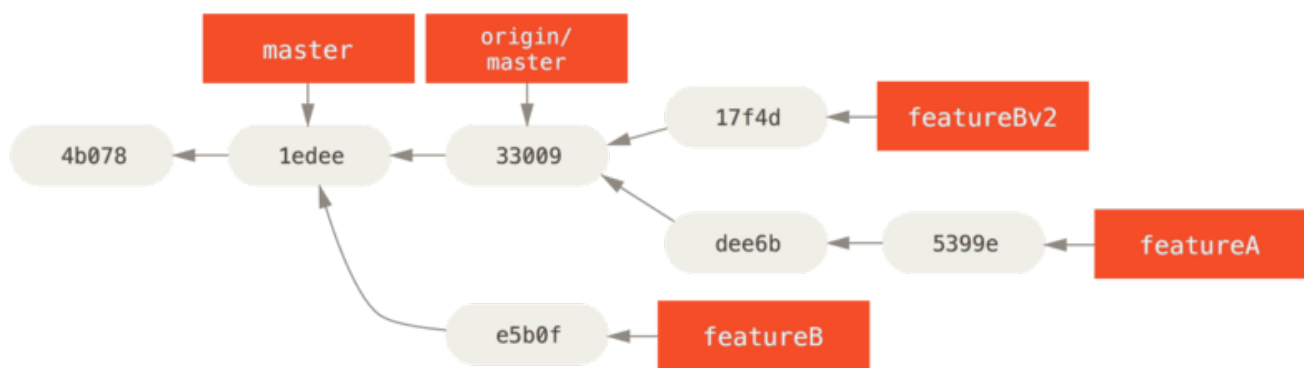 master
origin/
master
17f4d
featureBv2
4b078
1edee
33009
dee6b
5399e
featureA
e5b0f
featureB